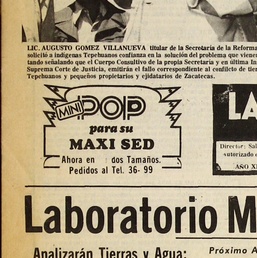 LIC. AUGUSTO GOMEZ VILLANUEVA titular de la Secretaría de la Reforma
solicitó a indígenas Tepehuanos confianza en la solución del problema que viene
tando señalando que el Cuerpo Consultivo de la propia Secretaría y en última In
Suprema Corte de Justicia, emitirán el fallo correspondiente al conflicto de tier
Tepehuanos y pequeños propietarios y ejidatarios de Zacatecas.
MINI POP
para su
MAXI SED
Ahora en dos Tamaños.
Pedidos al Tel. 36-99
LA
Director: Sal
autorizado
AÑO XI
Laboratorio M
Analizarán Tierras y Agua:
Próximo A